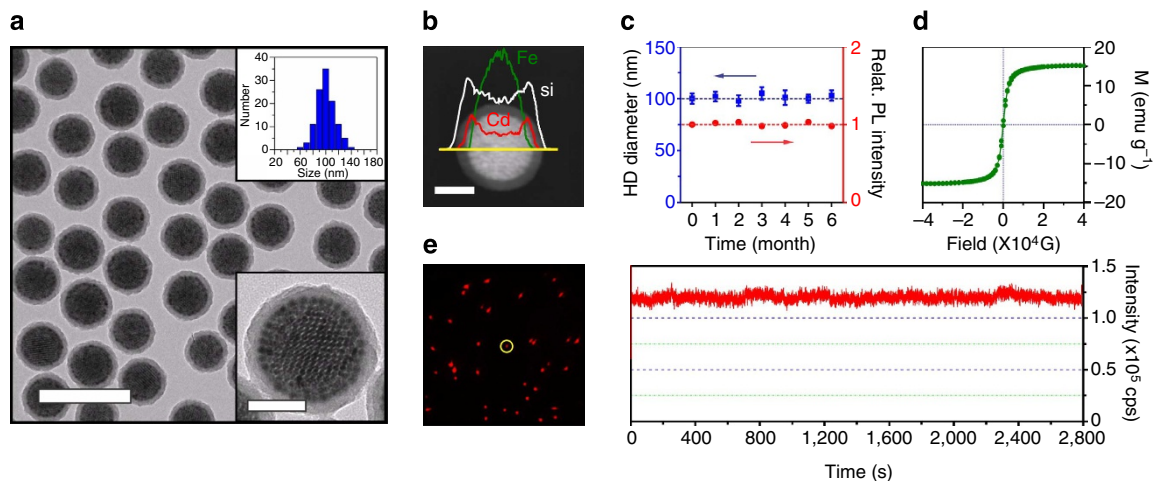 a
40
30
20
10
0
Number
20 60 100 140 180
Size (nm)
b
Fe
si
Cd
c
150
100
50
0
HD diameter (nm)
2
1
0
Relat. PL intensity
0 1 2 3 4 5 6
Time (month)
d
20
10
0
−10
−20
M (emu g⁻¹)
−4 −2 0 2 4
Field (X10⁴G)
e
1.5
1.0
0.5
0
Intensity (x10⁵ cps)
0 400 800 1,200 1,600 2,000 2,400 2,800
Time (s)